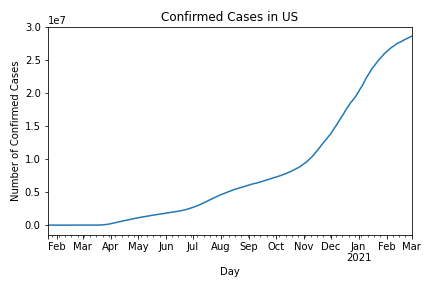 Confirmed Cases in US
1e7
3.0
2.5
2.0
1.5
1.0
0.5
0.0
Number of Confirmed Cases
Feb Mar Apr May Jun Jul Aug Sep Oct Nov Dec Jan Feb Mar
2021
Day